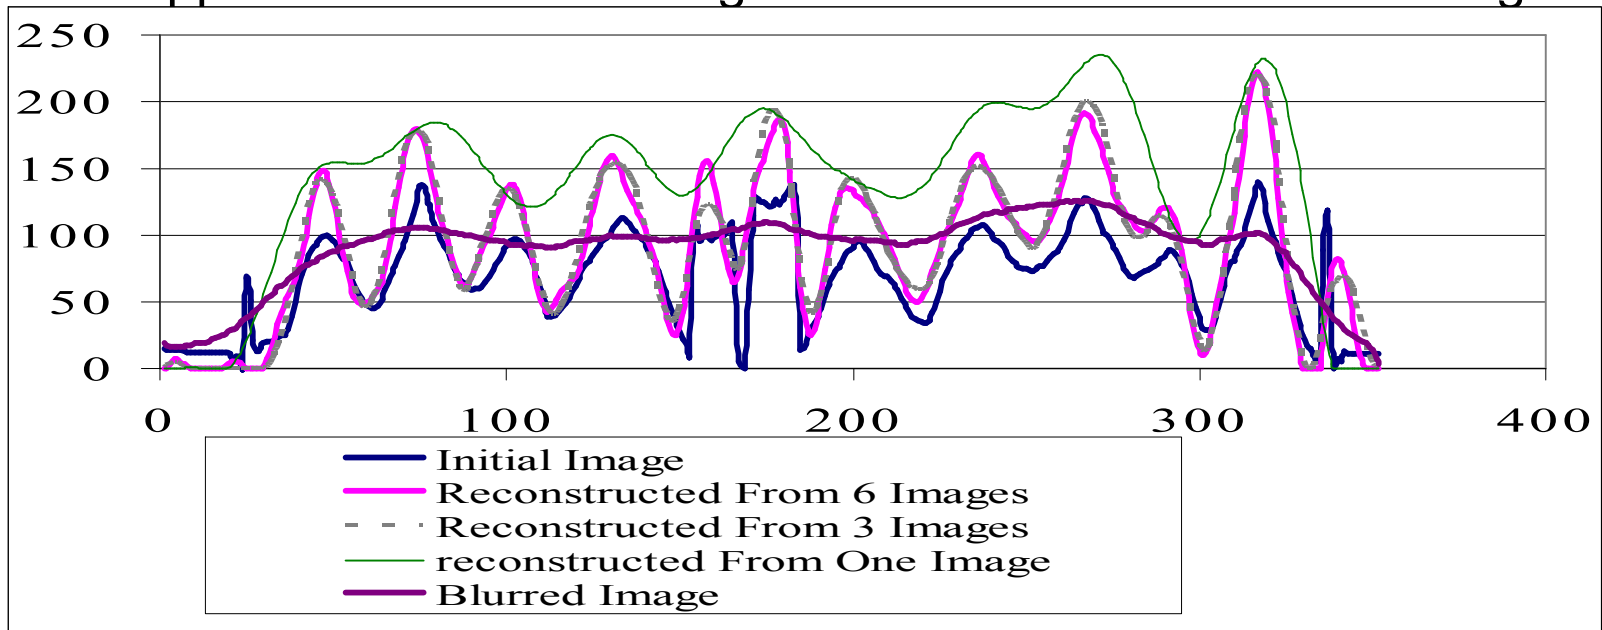 250
200
150
100
50
0
0 100 200 300 400
Initial Image
Reconstructed From 6 Images
Reconstructed From 3 Images
reconstructed From One Image
Blurred Image